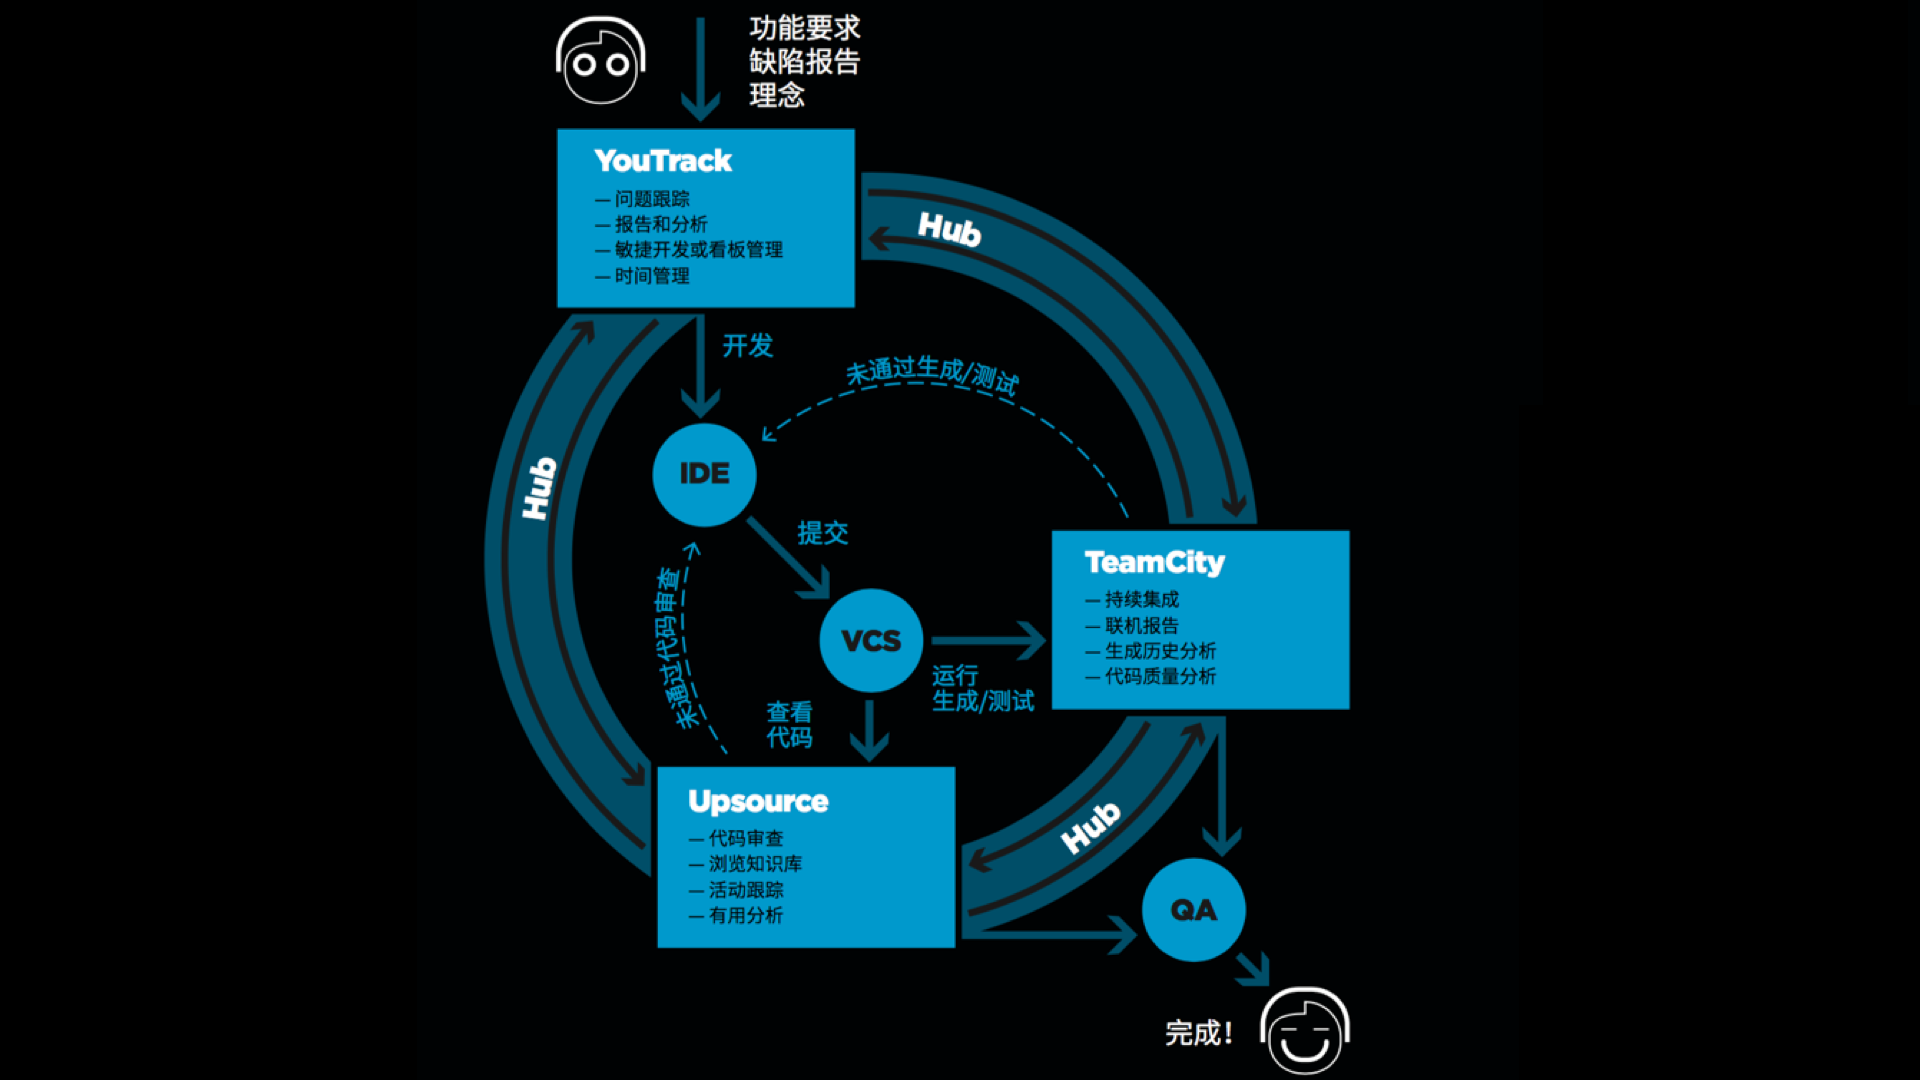 功能要求
缺陷报告
理念
YouTrack
— 问题跟踪
— 报告和分析
— 敏捷开发或看板管理
— 时间管理
Hub
开发
未通过生成/测试
IDE
Hub
提交
未通过代码审查
VCS
运行
生成/测试
TeamCity
— 持续集成
— 联机报告
— 生成历史分析
— 代码质量分析
查看
代码
Upsource
— 代码审查
— 浏览知识库
— 活动跟踪
— 有用分析
Hub
QA
完成!